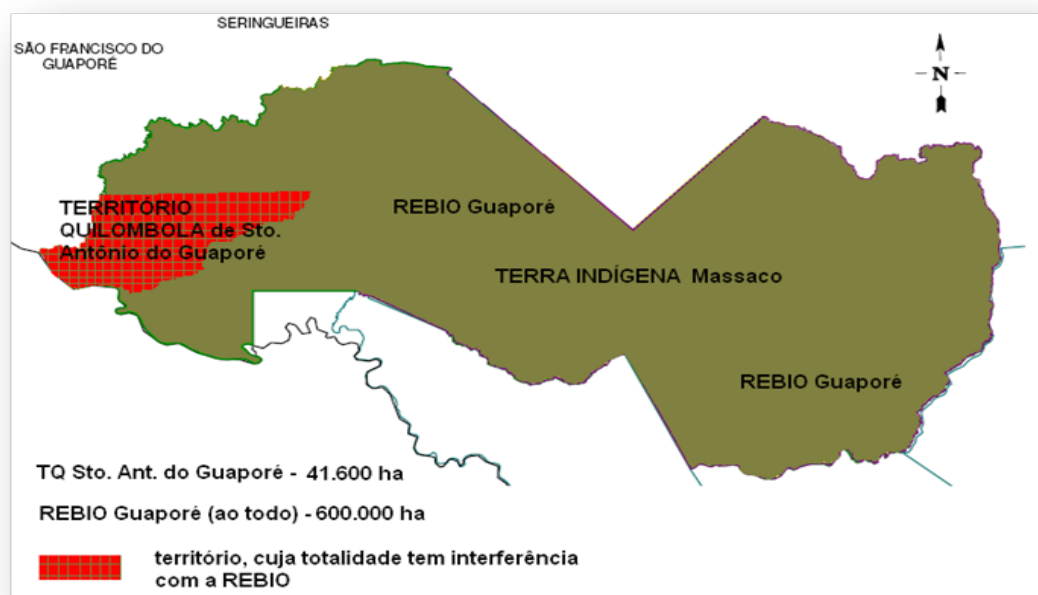 SERINGUEIRAS
SÃO FRANCISCO DO
GUAPORÉ
N
TERRITORIO
QUILOMBOLA de Sto.
Antônio do Guaporé
REBIO Guaporé
TERRA INDÍGENA Massaco
REBIO Guaporé
TQ Sto. Ant. do Guaporé - 41.600 ha
REBIO Guaporé (ao todo) - 600.000 ha
território, cuja totalidade tem interferência
com a REBIO